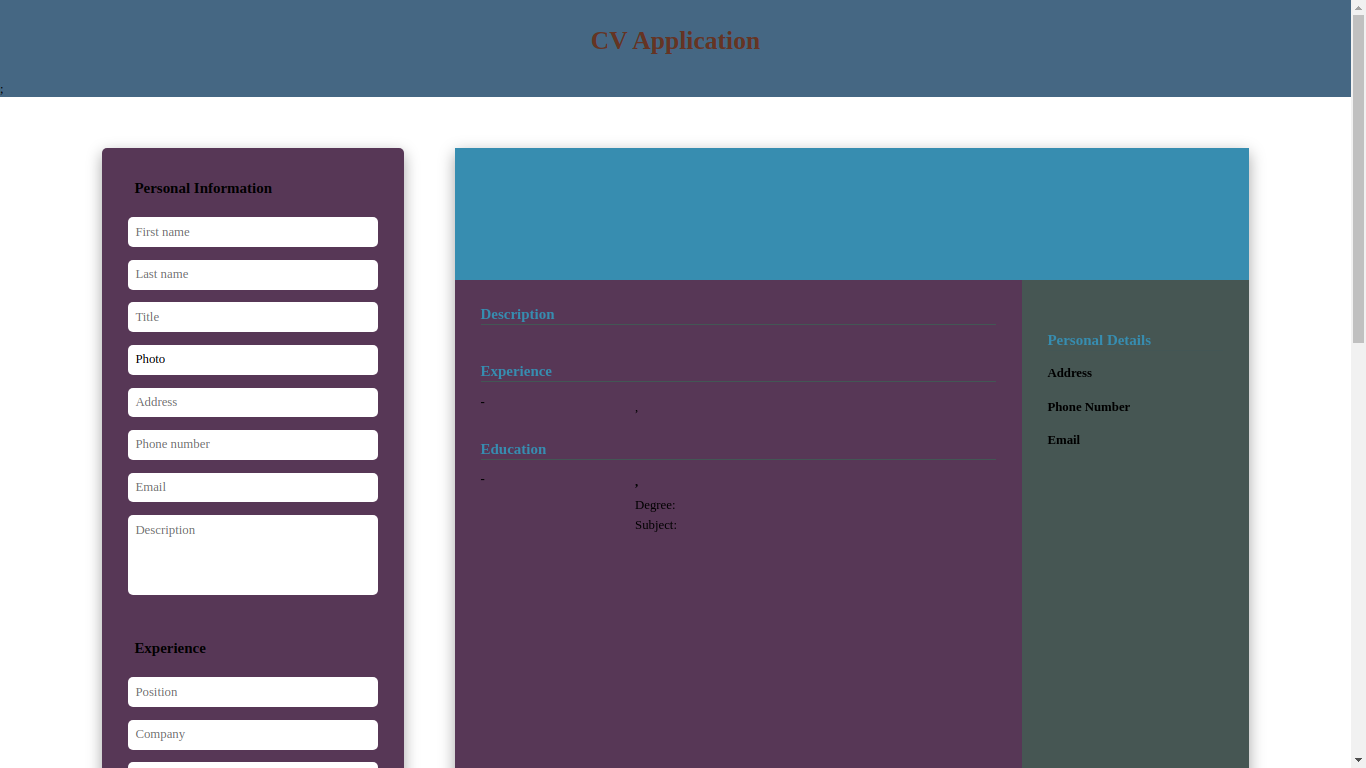 CV Application
;
Personal Information
First name
Last name
Title
Photo
Address
Phone number
Email
Description
Experience
Position
Company
Description
Experience
- ,
Education
- ,
Degree:
Subject:
Personal Details
Address
Phone Number
Email